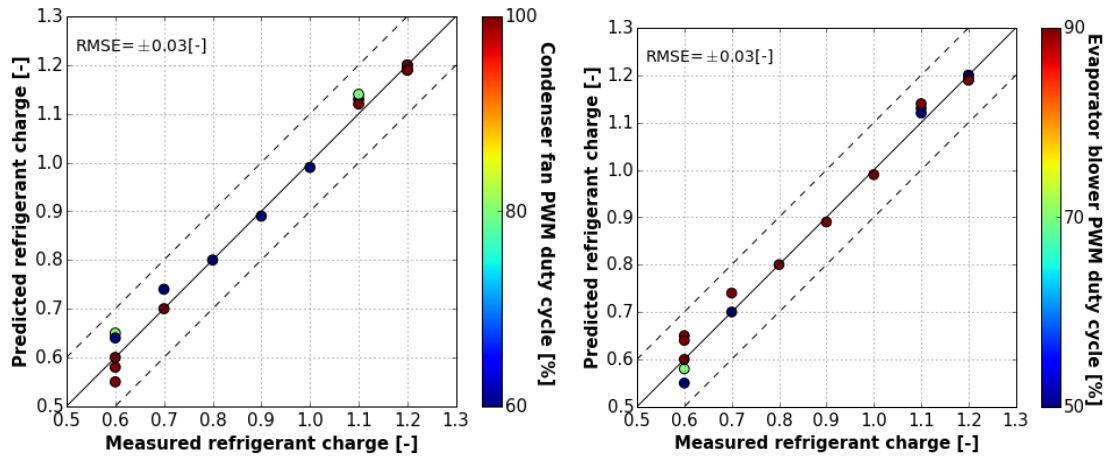 1.3
1.2
1.1
1.0
0.9
0.8
0.7
0.6
0.5
Predicted refrigerant charge [-]
RMSE=±0.03[-]
0.5 0.6 0.7 0.8 0.9 1.0 1.1 1.2 1.3
Measured refrigerant charge [-]
100
80
60
Condenser fan PWM duty cycle [%]
1.3
1.2
1.1
1.0
0.9
0.8
0.7
0.6
0.5
Predicted refrigerant charge [-]
RMSE=±0.03[-]
0.5 0.6 0.7 0.8 0.9 1.0 1.1 1.2 1.3
Measured refrigerant charge [-]
90
70
50
Evaporator blower PWM duty cycle [%]